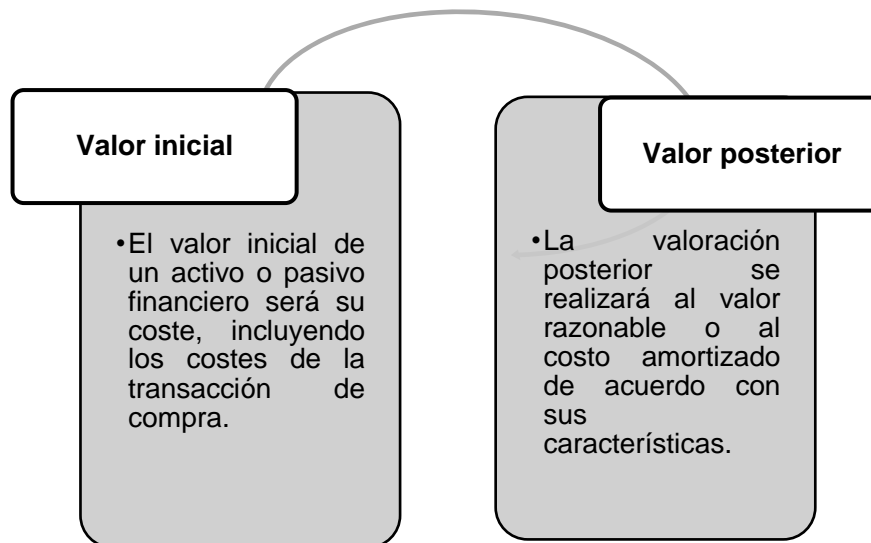 Valor inicial
•El valor inicial de
un activo o pasivo
financiero será su
coste, incluyendo
los costes de la
transacción de
compra.
Valor posterior
•La valoración
posterior se
realizará al valor
razonable o al
costo amortizado
de acuerdo con
sus
características.